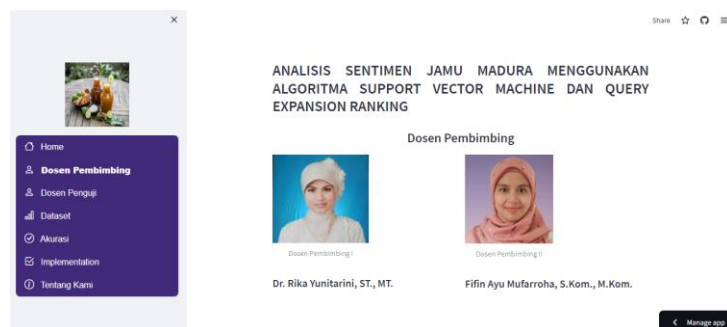 Share
Home
Dosen Pembimbing
Dosen Penguji
Dataset
Akurasi
Implementation
Tentang Kami
ANALISIS SENTIMEN JAMU MADURA MENGGUNAKAN
ALGORITMA SUPPORT VECTOR MACHINE DAN QUERY
EXPANSION RANKING
Dosen Pembimbing
Dosen Pembimbing I
Dosen Pembimbing II
Dr. Rika Yunitarini, ST., MT.
Fifin Ayu Mufarroha, S.Kom., M.Kom.
Manage app